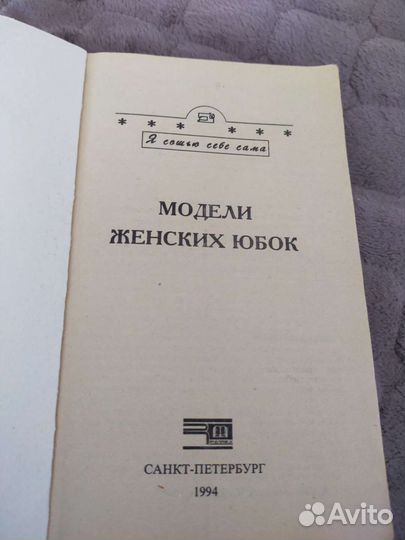 Я сошью себе сама
МОДЕЛИ
ЖЕНСКИХ ЮБОК
САНКТ-ПЕТЕРБУРГ
1994
Avito